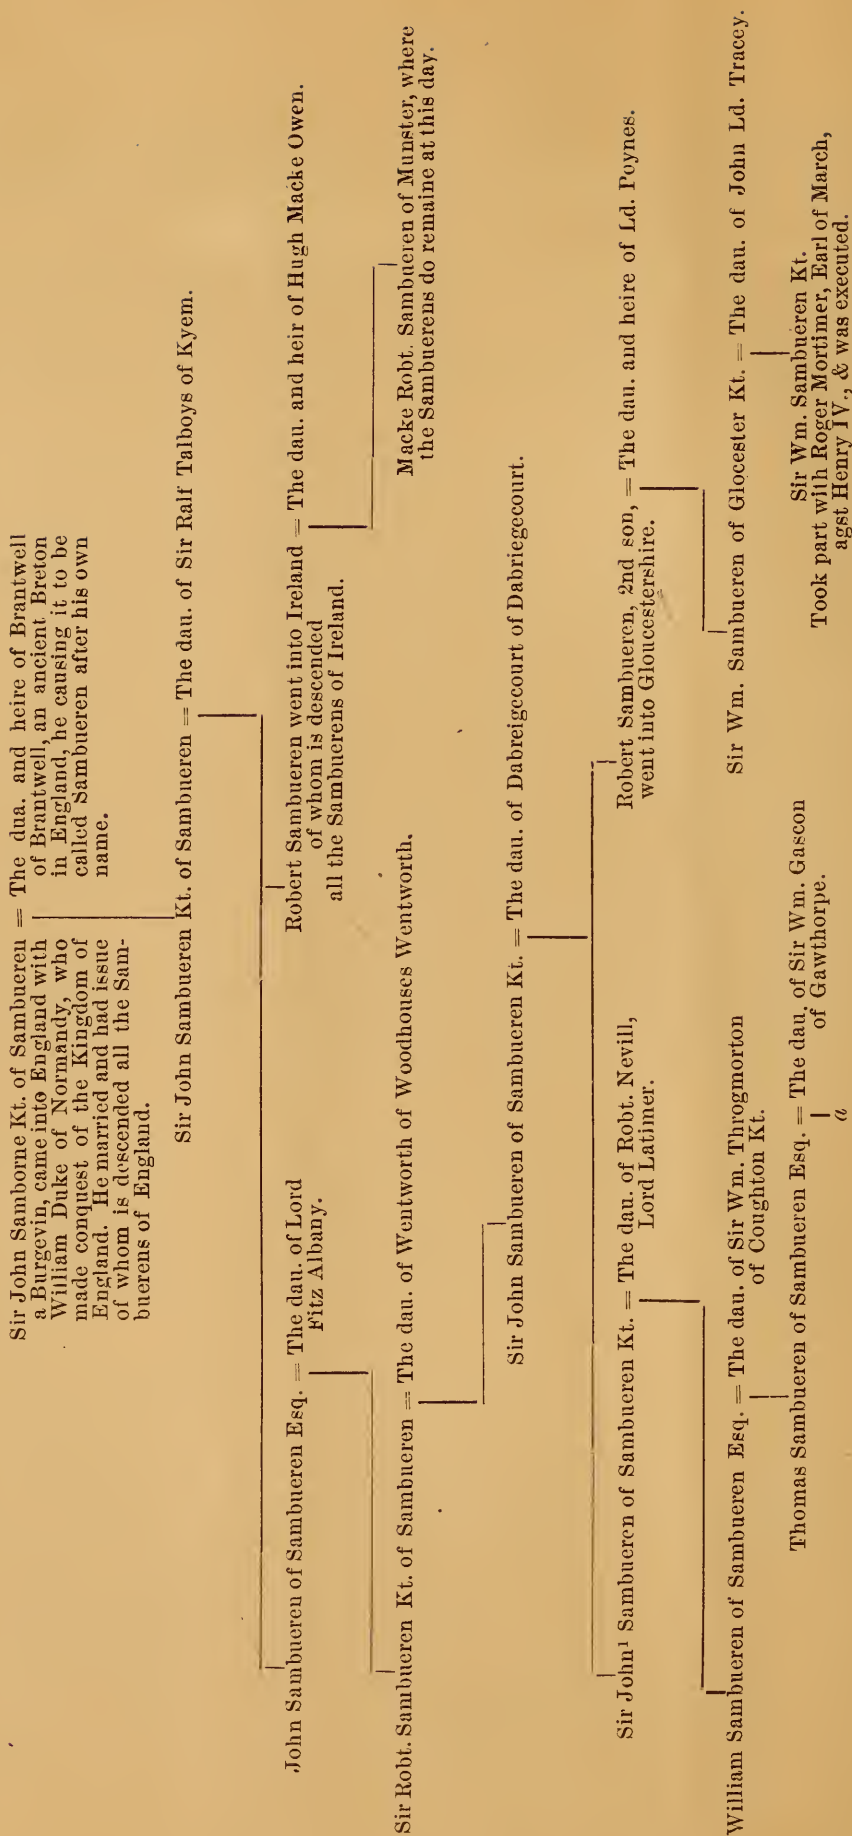 Sir John Samborne Kt. of Sambueren = The dua. and heire of Brantwell
a Burgevin, came into England with
William Duke of Normandy, who
made conquest of the Kingdom of
England. He married and had issue
of whom is descended all the Sam-
buerens of England.
of Brantwell, an ancient Breton
in England, he causing it to be
called Sambueren after his own
name.
Sir John Sambueren Kt. of Sambueren = The dau. of Sir Ralf Talboys of Kyem.
John Sambueren of Sambueren Esq. = The dau. of Lord
Fitz Albany.
Robert Sambueren went into Ireland = The dau. and heir of Hugh Macke Owen.
of whom is descended
all the Sambuerens of Ireland.
Sir Robt. Sambueren Kt. of Sambueren = The dau. of Wentworth of Woodhouses Wentworth.
Macke Robt. Sambueren of Munster, where
the Sambuerens do remaine at this day.
Sir John Sambueren of Sambueren Kt. = The dau. of Dabreigecourt of Dabriegecourt.
Sir John¹ Sambueren of Sambueren Kt. = The dau. of Robt. Nevill,
Lord Latimer.
Robert Sambueren, 2nd son, = The dau. and heire of Ld. Poynes.
went into Gloucestershire.
William Sambueren of Sambueren Esq. = The dau. of Sir Wm. Throgmorton
of Coughton Kt.
Sir Wm. Sambueren of Glocester Kt. = The dau. of John Ld. Tracey.
Thomas Sambueren of Sambueren Esq. = The dau. of Sir Wm. Gascon
of Gawthorpe.
a
Sir Wm. Sambueren Kt.
Took part with Roger Mortimer, Earl of March,
agst Henry IV., & was executed.